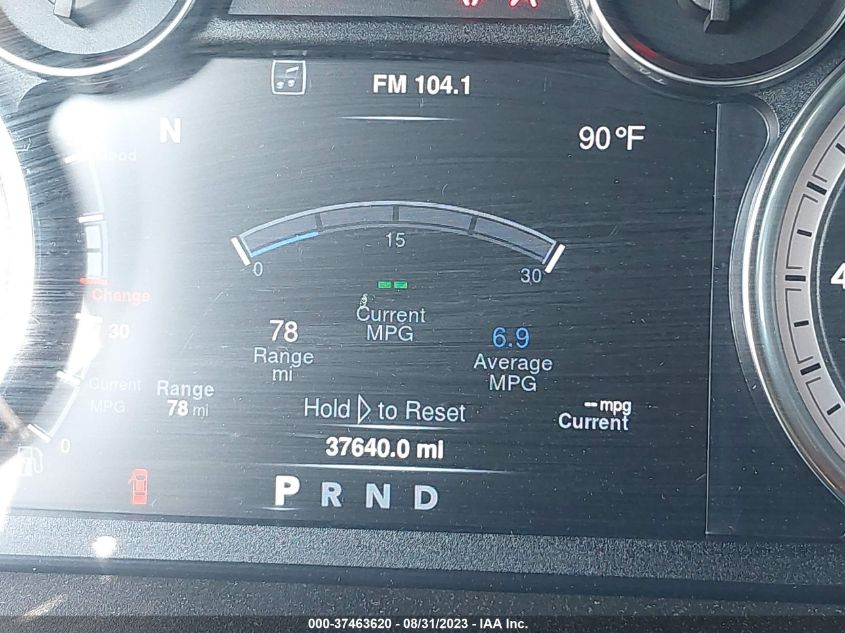 FM 104.1
N
90°F
Good
15
0
30
Change
Current
MPG
78
Range
mi
6.9
Average
MPG
30
Current
MPG
Range
78 mi
Hold ▷ to Reset
--mpg
Current
0
37640.0 mi
P R N D
4
000-37463620 / 08/31/2023 - IAA Inc.